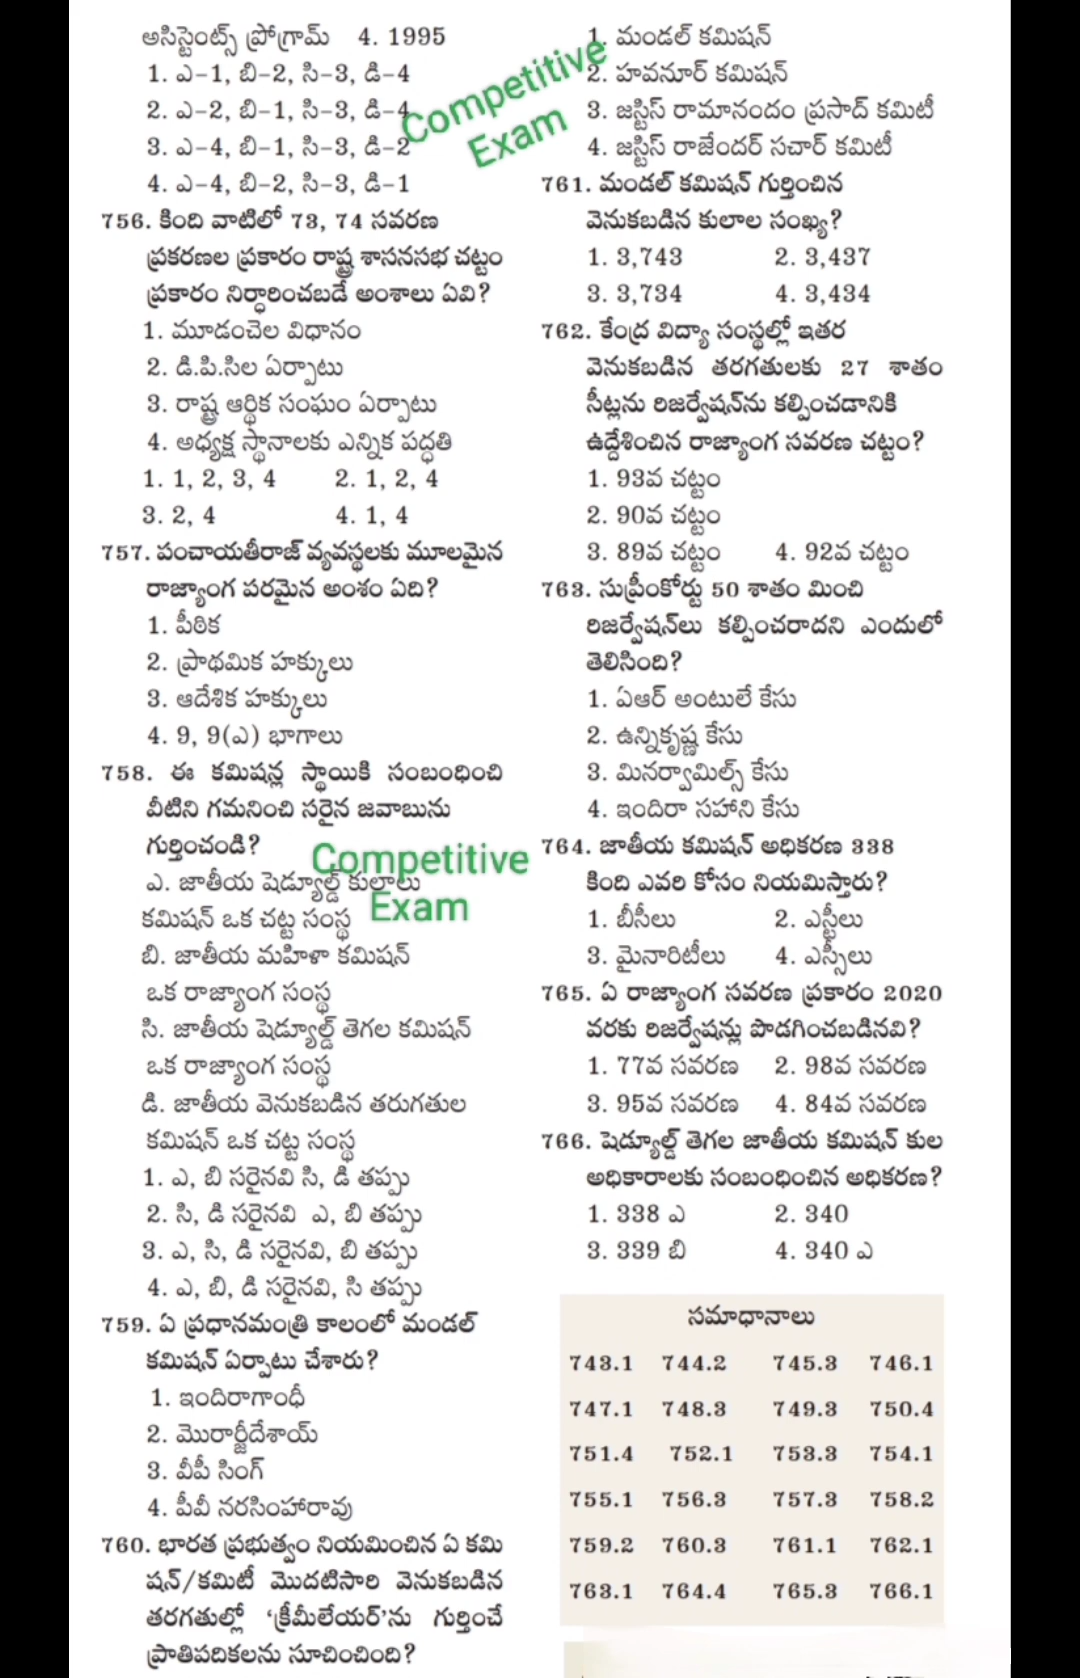 అసిస్టెంట్స్ ప్రోగ్రామ్ 4. 1995
1. ఎ-1, బి-2, సి-3, డి-4
2. ఎ-2, బి-1, సి-3, డి-4
3. ఎ-4, బి-1, సి-3, డి-2
4. ఎ-4, బి-2, సి-3, డి-1
756. కింది వాటిలో 73, 74 సవరణ
ప్రకరణల ప్రకారం రాష్ట్ర శాసనసభ చట్టం
ప్రకారం నిర్ధారించబడే అంశాలు ఏవి?
1. మూడంచెల విధానం
2. డి.పి.సిల ఏర్పాటు
3. రాష్ట్ర ఆర్థిక సంఘం ఏర్పాటు
4. అధ్యక్ష స్థానాలకు ఎన్నిక పద్ధతి
1. 1, 2, 3, 4 2. 1, 2, 4
3. 2, 4 4. 1, 4
757. పంచాయతీరాజ్ వ్యవస్థలకు మూలమైన
రాజ్యాంగ పరమైన అంశం ఏది?
1. పీఠిక
2. ప్రాథమిక హక్కులు
3. ఆదేశిక హక్కులు
4. 9, 9(ఎ) భాగాలు
758. ఈ కమిషన్ల స్థాయికి సంబంధించి
వీటిని గమనించి సరైన జవాబును
గుర్తించండి?
ఎ. జాతీయ షెడ్యూల్డ్ కులాలు
కమిషన్ ఒక చట్ట సంస్థ
బి. జాతీయ మహిళా కమిషన్
ఒక రాజ్యాంగ సంస్థ
సి. జాతీయ షెడ్యూల్డ్ తెగల కమిషన్
ఒక రాజ్యాంగ సంస్థ
డి. జాతీయ వెనుకబడిన తరుగతుల
కమిషన్ ఒక చట్ట సంస్థ
1. ఎ, బి సరైనవి సి, డి తప్పు
2. సి, డి సరైనవి ఎ, బి తప్పు
3. ఎ, సి, డి సరైనవి, బి తప్పు
4. ఎ, బి, డి సరైనవి, సి తప్పు
759. ఏ ప్రధానమంత్రి కాలంలో మండల్
కమిషన్ ఏర్పాటు చేశారు?
1. ఇందిరాగాంధీ
2. మొరార్జీదేశాయ్
3. వీపీ సింగ్
4. పీవీ నరసింహారావు
760. భారత ప్రభుత్వం నియమించిన ఏ కమి
షన్/కమిటీ మొదటిసారి వెనుకబడిన
తరగతుల్లో 'క్రీమీలేయర్'ను గుర్తించే
ప్రాతిపదికలను సూచించింది?
1. మండల్ కమిషన్
2. హవనూర్ కమిషన్
3. జస్టిస్ రామానందం ప్రసాద్ కమిటీ
4. జస్టిస్ రాజేందర్ సచార్ కమిటీ
761. మండల్ కమిషన్ గుర్తించిన
వెనుకబడిన కులాల సంఖ్య?
1. 3,743 2. 3,437
3. 3,734 4. 3,434
762. కేంద్ర విద్యా సంస్థల్లో ఇతర
వెనుకబడిన తరగతులకు 27 శాతం
సీట్లను రిజర్వేషన్‌ను కల్పించడానికి
ఉద్దేశించిన రాజ్యాంగ సవరణ చట్టం?
1. 93వ చట్టం
2. 90వ చట్టం
3. 89వ చట్టం 4. 92వ చట్టం
763. సుప్రీంకోర్టు 50 శాతం మించి
రిజర్వేషన్‌లు కల్పించరాదని ఎందులో
తెలిసింది?
1. ఏఆర్ అంటులే కేసు
2. ఉన్నికృష్ణ కేసు
3. మినర్వామిల్స్ కేసు
4. ఇందిరా సహాని కేసు
764. జాతీయ కమిషన్ అధికరణ 338
కింది ఎవరి కోసం నియమిస్తారు?
1. బీసీలు 2. ఎస్టీలు
3. మైనారిటీలు 4. ఎస్సీలు
765. ఏ రాజ్యాంగ సవరణ ప్రకారం 2020
వరకు రిజర్వేషన్లు పొడగించబడినవి?
1. 77వ సవరణ 2. 98వ సవరణ
3. 95వ సవరణ 4. 84వ సవరణ
766. షెడ్యూల్డ్ తెగల జాతీయ కమిషన్ కుల
అధికారాలకు సంబంధించిన అధికరణ?
1. 338 ఎ 2. 340
3. 339 బి 4. 340 ఎ
సమాధానాలు
743.1 744.2 745.3 746.1
747.1 748.3 749.3 750.4
751.4 752.1 753.3 754.1
755.1 756.3 757.3 758.2
759.2 760.3 761.1 762.1
763.1 764.4 765.3 766.1
Competitive
Exam
Competitive
Exam